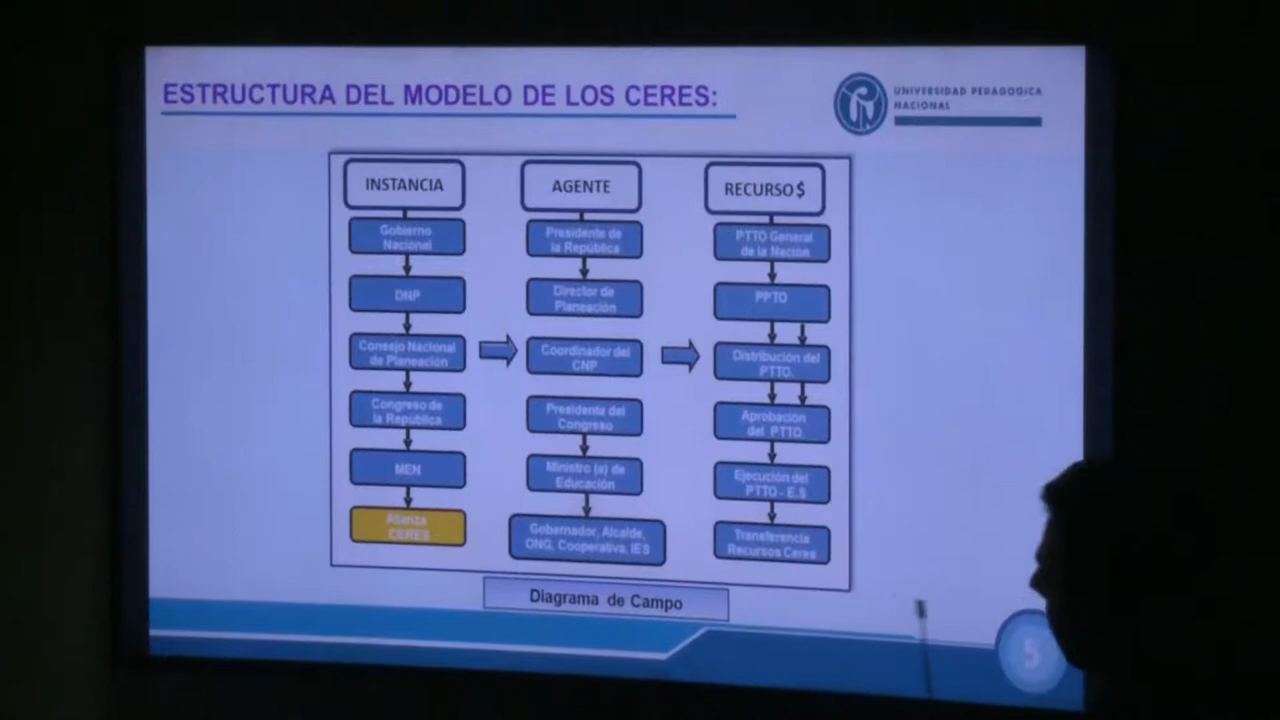 ESTRUCTURA DEL MODELO DE LOS CERES:
UNIVERSIDAD PEDAGOGICA
NACIONAL
INSTANCIA
Gobierno
Nacional
DNP
Consejo Nacional
de Planeación
Congreso de
la República
MEN
Alianza
CERES
AGENTE
Presidente de
la República
Director de
Planeación
Coordinador del
CNP
Presidente del
Congreso
Ministro (a) de
Educación
Gobernador, Alcalde,
ONG, Cooperativa, IES
RECURSO $
PTTO General
de la Nación
PPTO
Distribución del
PTTO.
Aprobación
del PTTO.
Ejecución del
PTTO - E.S
Transferencia
Recursos Ceres
Diagrama de Campo
5